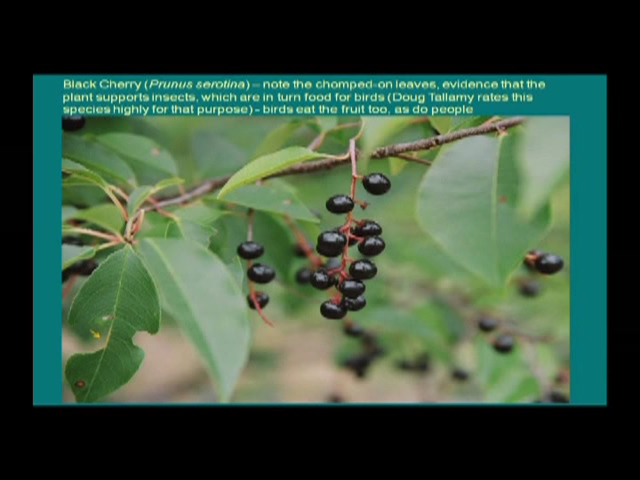 Black Cherry (Prunus serotina) – note the chomped-on leaves, evidence that the
plant supports insects, which are in turn food for birds (Doug Tallamy rates this
species highly for that purpose) - birds eat the fruit too, as do people